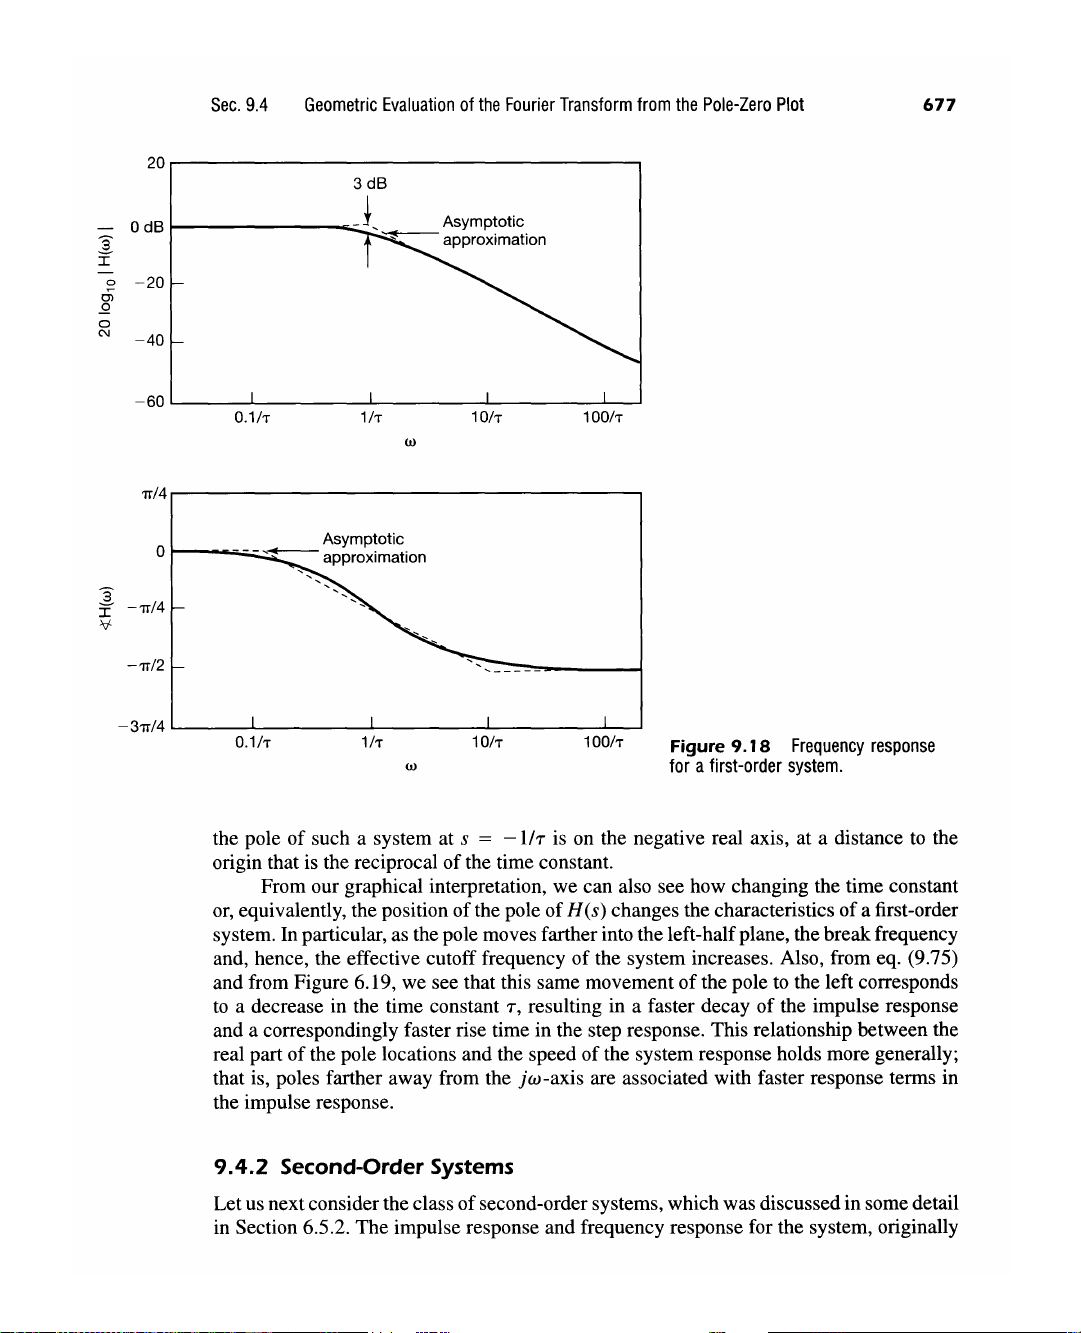 Sec. 9.4 Geometric Evaluation of the Fourier Transform from the Pole-Zero Plot 677
20
3 dB
0 dB
Asymptotic
approximation
20 log₁₀ | H(ω) |
−20
−40
−60
0.1/τ 1/τ 10/τ 100/τ
ω
π/4
Asymptotic
approximation
0
∢H(ω)
−π/4
−π/2
−3π/4
0.1/τ 1/τ 10/τ 100/τ
ω
Figure 9.18 Frequency response
for a first-order system.
the pole of such a system at s = −1/τ is on the negative real axis, at a distance to the
origin that is the reciprocal of the time constant.
From our graphical interpretation, we can also see how changing the time constant
or, equivalently, the position of the pole of H(s) changes the characteristics of a first-order
system. In particular, as the pole moves farther into the left-half plane, the break frequency
and, hence, the effective cutoff frequency of the system increases. Also, from eq. (9.75)
and from Figure 6.19, we see that this same movement of the pole to the left corresponds
to a decrease in the time constant τ, resulting in a faster decay of the impulse response
and a correspondingly faster rise time in the step response. This relationship between the
real part of the pole locations and the speed of the system response holds more generally;
that is, poles farther away from the jω-axis are associated with faster response terms in
the impulse response.
9.4.2 Second-Order Systems
Let us next consider the class of second-order systems, which was discussed in some detail
in Section 6.5.2. The impulse response and frequency response for the system, originally